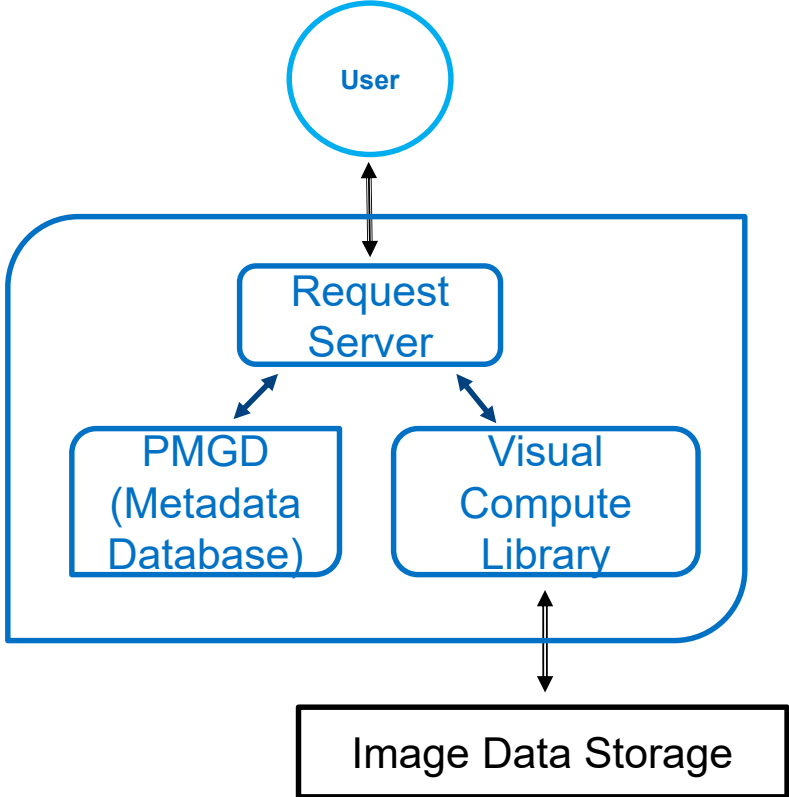 User
Request
Server
PMGD
(Metadata
Database)
Visual
Compute
Library
Image Data Storage